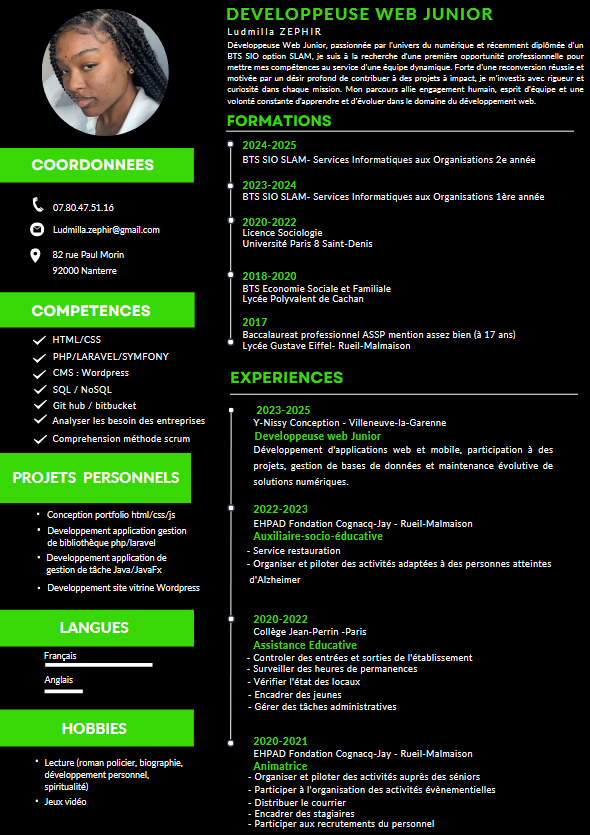 DEVELOPPEUSE WEB JUNIOR
Ludmilla ZEPHIR
Développeuse Web Junior, passionnée par l'univers du numérique et récemment diplômée d'un
BTS SIO option SLAM, je suis à la recherche d'une première opportunité professionnelle pour
mettre mes compétences au service d'une équipe dynamique. Forte d'une reconversion réussie et
motivée par un désir profond de contribuer à des projets à impact, je m'investis avec rigueur et
curiosité dans chaque mission. Mon parcours allie engagement humain, esprit d'équipe et une
volonté constante d'apprendre et d'évoluer dans le domaine du développement web.
COORDONNEES
07.80.47.51.16
Ludmilla.zephir@gmail.com
82 rue Paul Morin
92000 Nanterre
COMPETENCES
HTML/CSS
PHP/LARAVEL/SYMFONY
CMS : Wordpress
SQL / NoSQL
Git hub / bitbucket
Analyser les besoin des entreprises
Comprehension méthode scrum
PROJETS PERSONNELS
• Conception portfolio html/css/js
• Developpement application gestion
de bibliothèque php/laravel
• Developpement application de
gestion de tâche Java/JavaFx
• Developpement site vitrine Wordpress
LANGUES
Français
Anglais
HOBBIES
• Lecture (roman policier, biographie,
développement personnel,
spiritualité)
• Jeux vidéo
FORMATIONS
2024-2025
BTS SIO SLAM- Services Informatiques aux Organisations 2e année
2023-2024
BTS SIO SLAM- Services Informatiques aux Organisations 1ère année
2020-2022
Licence Sociologie
Université Paris 8 Saint-Denis
2018-2020
BTS Economie Sociale et Familiale
Lycée Polyvalent de Cachan
2017
Baccalaureat professionnel ASSP mention assez bien (à 17 ans)
Lycée Gustave Eiffel- Rueil-Malmaison
EXPERIENCES
2023-2025
Y-Nissy Conception - Villeneuve-la-Garenne
Developpeuse web Junior
Développement d'applications web et mobile, participation à des
projets, gestion de bases de données et maintenance évolutive de
solutions numériques.
2022-2023
EHPAD Fondation Cognacq-Jay - Rueil-Malmaison
Auxiliaire-socio-éducative
- Service restauration
- Organiser et piloter des activités adaptées à des personnes atteintes
d'Alzheimer
2020-2022
Collège Jean-Perrin -Paris
Assistance Educative
- Controler des entrées et sorties de l'établissement
- Surveiller des heures de permanences
- Vérifier l'état des locaux
- Encadrer des jeunes
- Gérer des tâches administratives
2020-2021
EHPAD Fondation Cognacq-Jay - Rueil-Malmaison
Animatrice
- Organiser et piloter des activités auprès des séniors
- Participer à l'organisation des activités évènementielles
- Distribuer le courrier
- Encadrer des stagiaires
- Participer aux recrutements du personnel